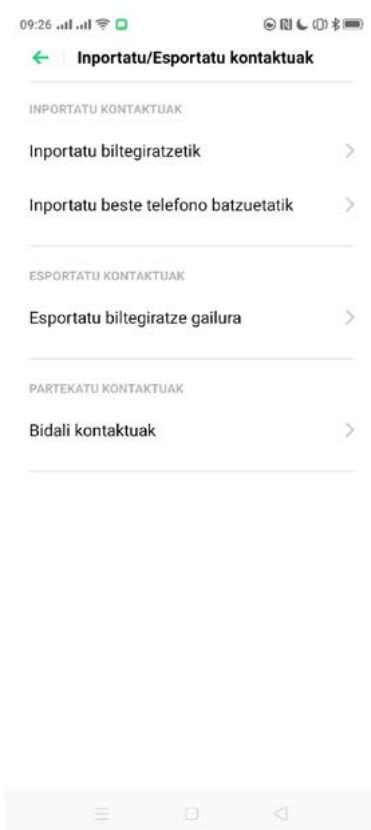 09:26
Inportatu/Esportatu kontaktuak
INPORTATU KONTAKTUAK
Inportatu biltegiratzetik
Inportatu beste telefono batzuetatik
ESPORTATU KONTAKTUAK
Esportatu biltegiratze gailura
PARTEKATU KONTAKTUAK
Bidali kontaktuak